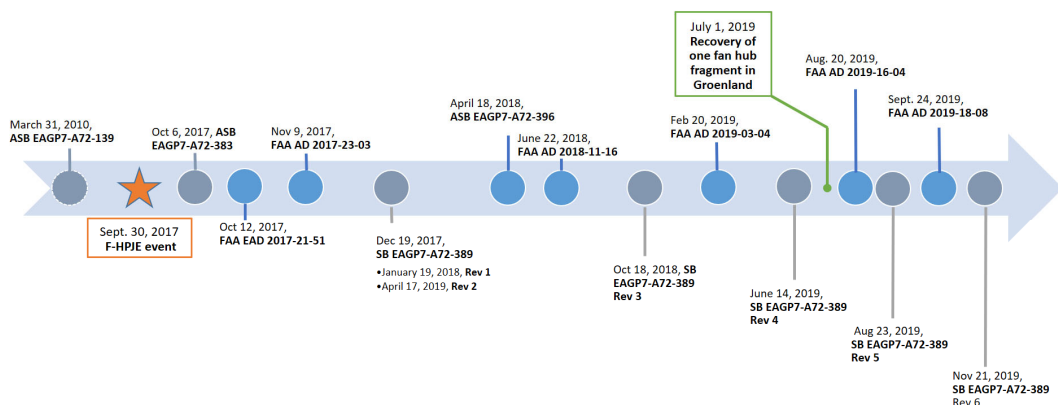 March 31, 2010,
ASB EAGP7-A72-139
Sept. 30, 2017
F-HPJE event
Oct 6, 2017, ASB
EAGP7-A72-383
Oct 12, 2017,
FAA EAD 2017-21-51
Nov 9, 2017,
FAA AD 2017-23-03
Dec 19, 2017,
SB EAGP7-A72-389
•January 19, 2018, Rev 1
•April 17, 2019, Rev 2
April 18, 2018,
ASB EAGP7-A72-396
June 22, 2018,
FAA AD 2018-11-16
Oct 18, 2018, SB
EAGP7-A72-389
Rev 3
Feb 20, 2019,
FAA AD 2019-03-04
June 14, 2019,
SB EAGP7-A72-389
Rev 4
July 1, 2019
Recovery of
one fan hub
fragment in
Groenland
Aug. 20, 2019,
FAA AD 2019-16-04
Aug 23, 2019,
SB EAGP7-A72-389
Rev 5
Sept. 24, 2019,
FAA AD 2019-18-08
Nov 21, 2019,
SB EAGP7-A72-389
Rev 6